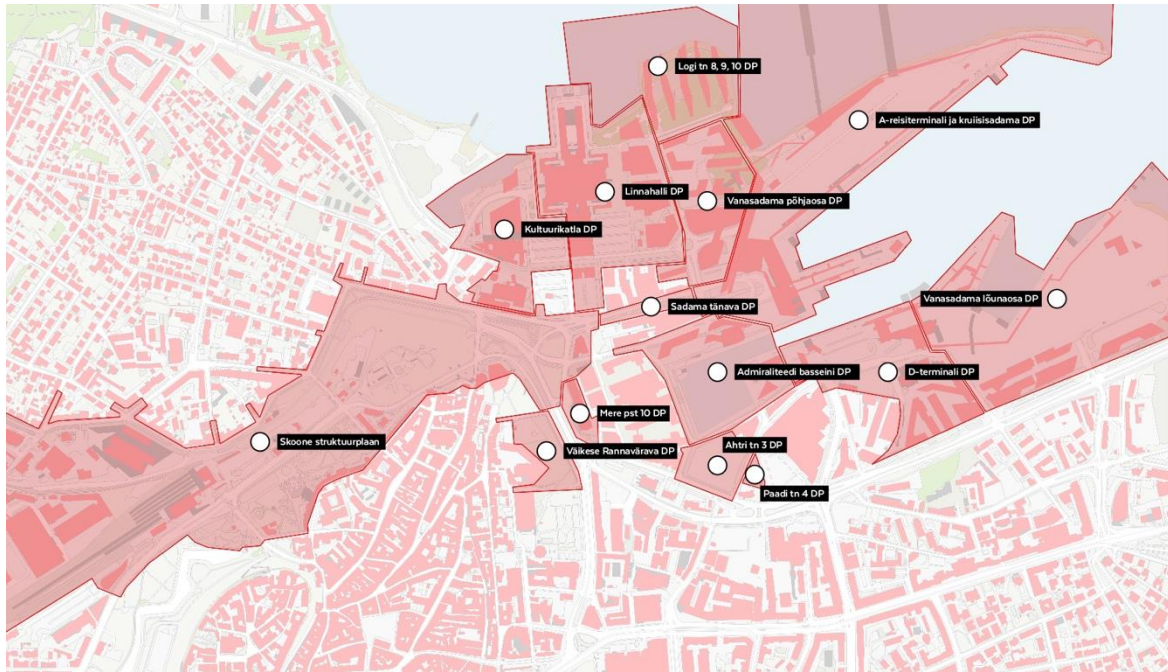 Logi tn 8, 9, 10 DP
A-reisiterminali ja kruiisisadama DP
Linnahalli DP
Vanasadama põhjaosa DP
Kultuurikatla DP
Sadama tänava DP
Vanasadama lõunaosa DP
Admiraliteedi basseini DP
D-terminali DP
Mere pst 10 DP
Skoone struktuurplaan
Väikese Rannavärava DP
Ahtri tn 3 DP
Paadi tn 4 DP